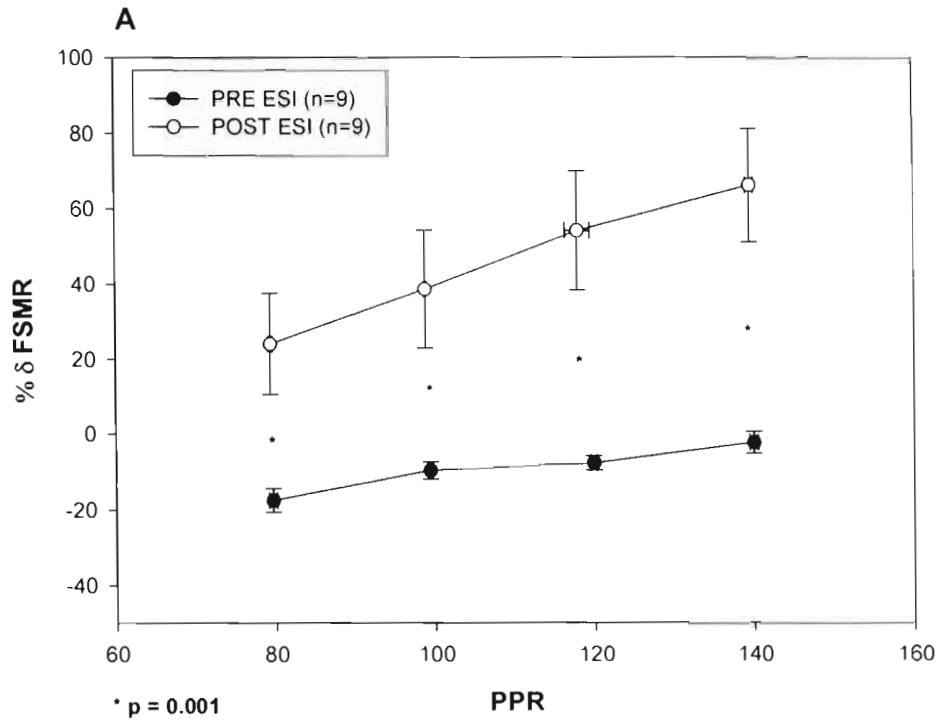 A
100
80
60
40
20
0
-20
-40
% δ FSMR
PRE ESI (n=9)
POST ESI (n=9)
*
*
*
*
60 80 100 120 140 160
PPR
* p = 0.001